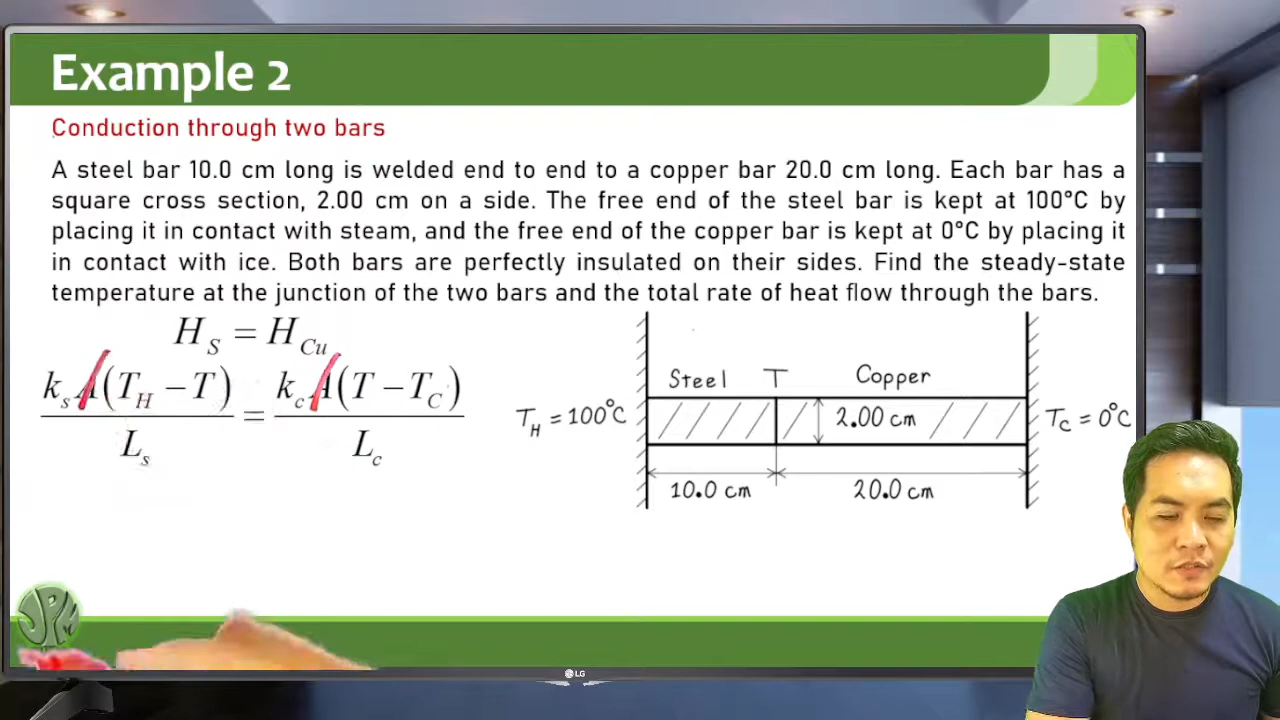 Example 2
Conduction through two bars
A steel bar 10.0 cm long is welded end to end to a copper bar 20.0 cm long. Each bar has a
square cross section, 2.00 cm on a side. The free end of the steel bar is kept at 100°C by
placing it in contact with steam, and the free end of the copper bar is kept at 0°C by placing it
in contact with ice. Both bars are perfectly insulated on their sides. Find the steady-state
temperature at the junction of the two bars and the total rate of heat flow through the bars.
H_S = H_Cu
k_s A(T_H − T) / L_s = k_c A(T − T_C) / L_c
Steel T Copper
T_H = 100°C 2.00 cm T_C = 0°C
10.0 cm 20.0 cm
JPM
LG